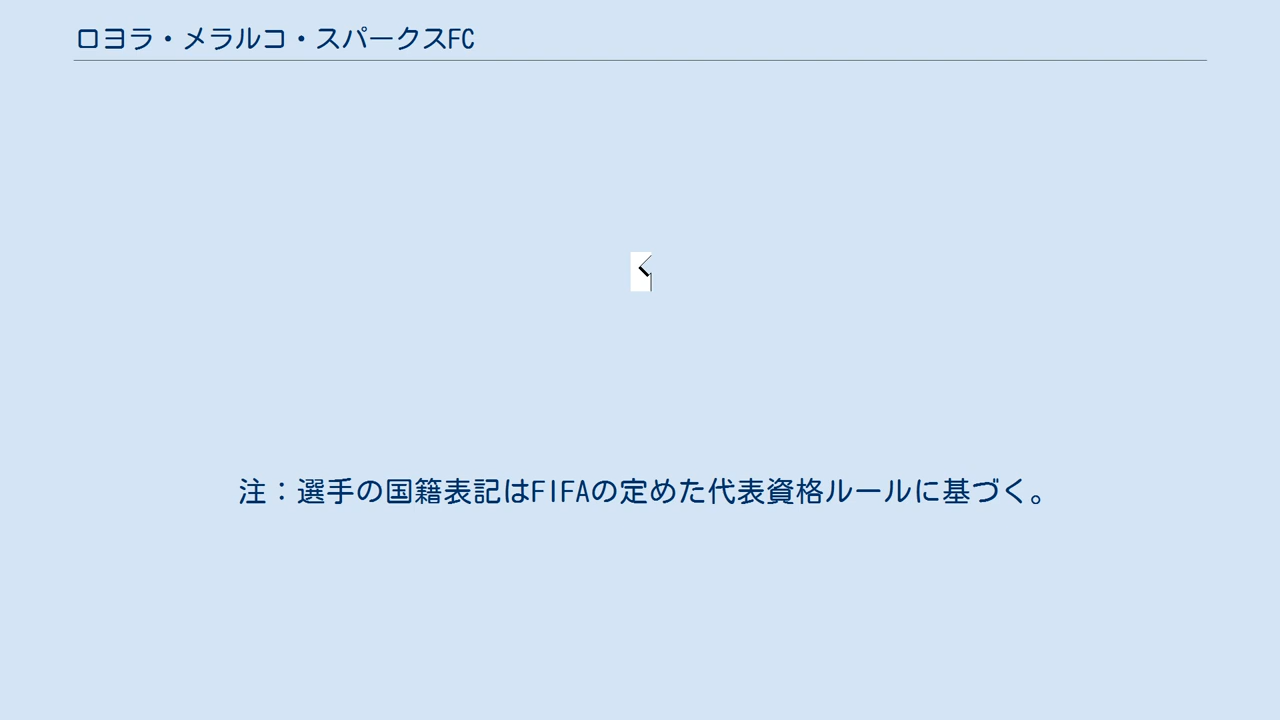 ロヨラ・メラルコ・スパークスFC
注：選手の国籍表記はFIFAの定めた代表資格ルールに基づく。